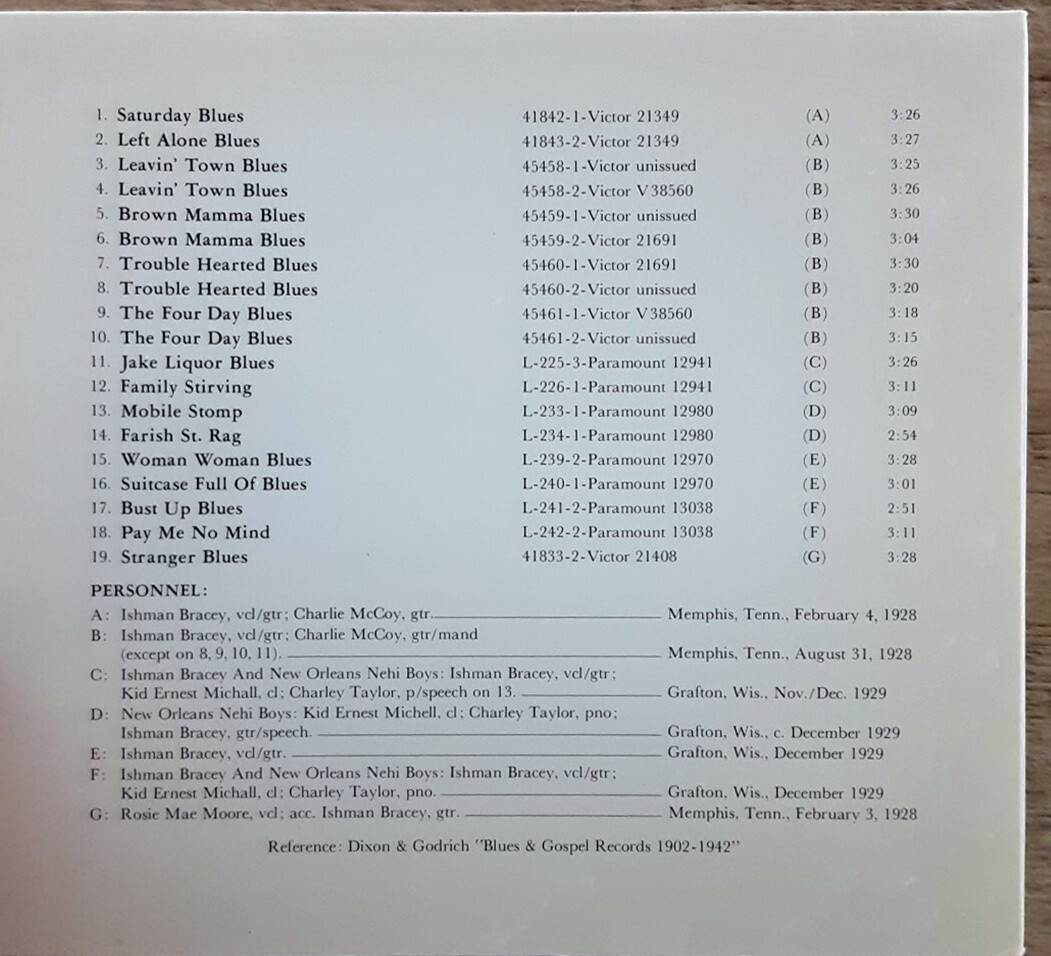 1. Saturday Blues 41842-1-Victor 21349 (A) 3:26
2. Left Alone Blues 41843-2-Victor 21349 (A) 3:27
3. Leavin' Town Blues 45458-1-Victor unissued (B) 3:25
4. Leavin' Town Blues 45458-2-Victor V38560 (B) 3:26
5. Brown Mamma Blues 45459-1-Victor unissued (B) 3:30
6. Brown Mamma Blues 45459-2-Victor 21691 (B) 3:04
7. Trouble Hearted Blues 45460-1-Victor 21691 (B) 3:30
8. Trouble Hearted Blues 45460-2-Victor unissued (B) 3:20
9. The Four Day Blues 45461-1-Victor V38560 (B) 3:18
10. The Four Day Blues 45461-2-Victor unissued (B) 3:15
11. Jake Liquor Blues L-225-3-Paramount 12941 (C) 3:26
12. Family Stirving L-226-1-Paramount 12941 (C) 3:11
13. Mobile Stomp L-233-1-Paramount 12980 (D) 3:09
14. Farish St. Rag L-234-1-Paramount 12980 (D) 2:54
15. Woman Woman Blues L-239-2-Paramount 12970 (E) 3:28
16. Suitcase Full Of Blues L-240-1-Paramount 12970 (E) 3:01
17. Bust Up Blues L-241-2-Paramount 13038 (F) 2:51
18. Pay Me No Mind L-242-2-Paramount 13038 (F) 3:11
19. Stranger Blues 41833-2-Victor 21408 (G) 3:28
PERSONNEL:
A: Ishman Bracey, vcl/gtr; Charlie McCoy, gtr. Memphis, Tenn., February 4, 1928
B: Ishman Bracey, vcl/gtr; Charlie McCoy, gtr/mand
(except on 8, 9, 10, 11). Memphis, Tenn., August 31, 1928
C: Ishman Bracey And New Orleans Nehi Boys: Ishman Bracey, vcl/gtr;
Kid Ernest Michall, cl; Charley Taylor, p/speech on 13. Grafton, Wis., Nov./Dec. 1929
D: New Orleans Nehi Boys: Kid Ernest Michell, cl; Charley Taylor, pno;
Ishman Bracey, gtr/speech. Grafton, Wis., c. December 1929
E: Ishman Bracey, vcl/gtr. Grafton, Wis., December 1929
F: Ishman Bracey And New Orleans Nehi Boys: Ishman Bracey, vcl/gtr;
Kid Ernest Michall, cl; Charley Taylor, pno. Grafton, Wis., December 1929
G: Rosie Mae Moore, vcl; acc. Ishman Bracey, gtr. Memphis, Tenn., February 3, 1928
Reference: Dixon & Godrich "Blues & Gospel Records 1902-1942"